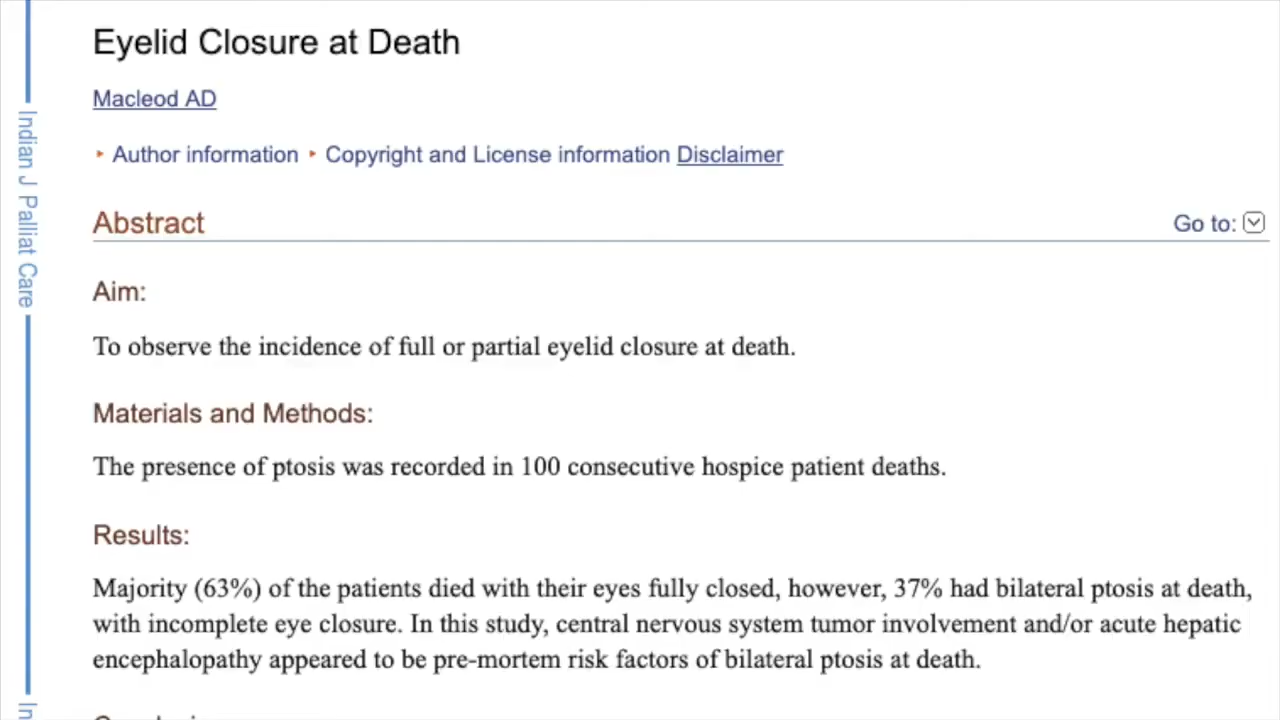 Eyelid Closure at Death
Macleod AD
‣ Author information ‣ Copyright and License information Disclaimer
Indian J Palliat Care
Abstract
Go to:
Aim:
To observe the incidence of full or partial eyelid closure at death.
Materials and Methods:
The presence of ptosis was recorded in 100 consecutive hospice patient deaths.
Results:
Majority (63%) of the patients died with their eyes fully closed, however, 37% had bilateral ptosis at death,
with incomplete eye closure. In this study, central nervous system tumor involvement and/or acute hepatic
encephalopathy appeared to be pre-mortem risk factors of bilateral ptosis at death.